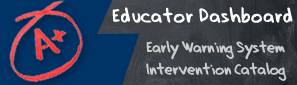 A+
Educator Dashboard
Early Warning System
Intervention Catalog